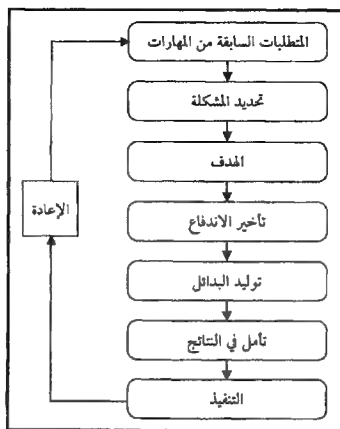 المتطلبات السابقة من المهارات
تحديد المشكلة
الهدف
تأخير الاندفاع
الإعادة
توليد البدائل
تأمل في النتائج
التنفيذ